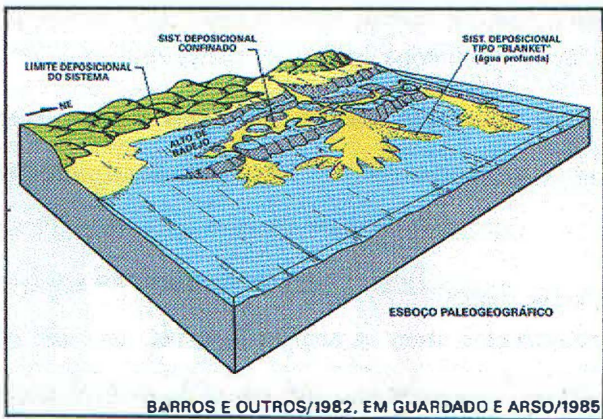 SIST. DEPOSICIONAL
CONFINADO
SIST. DEPOSICIONAL
TIPO "BLANKET"
(água profunda)
LIMITE DEPOSICIONAL
DO SISTEMA
NE
ALTO DE
BADEJO
ESBOÇO PALEOGEOGRÁFICO
BARROS E OUTROS/1982, EM GUARDADO E ARSO/1985